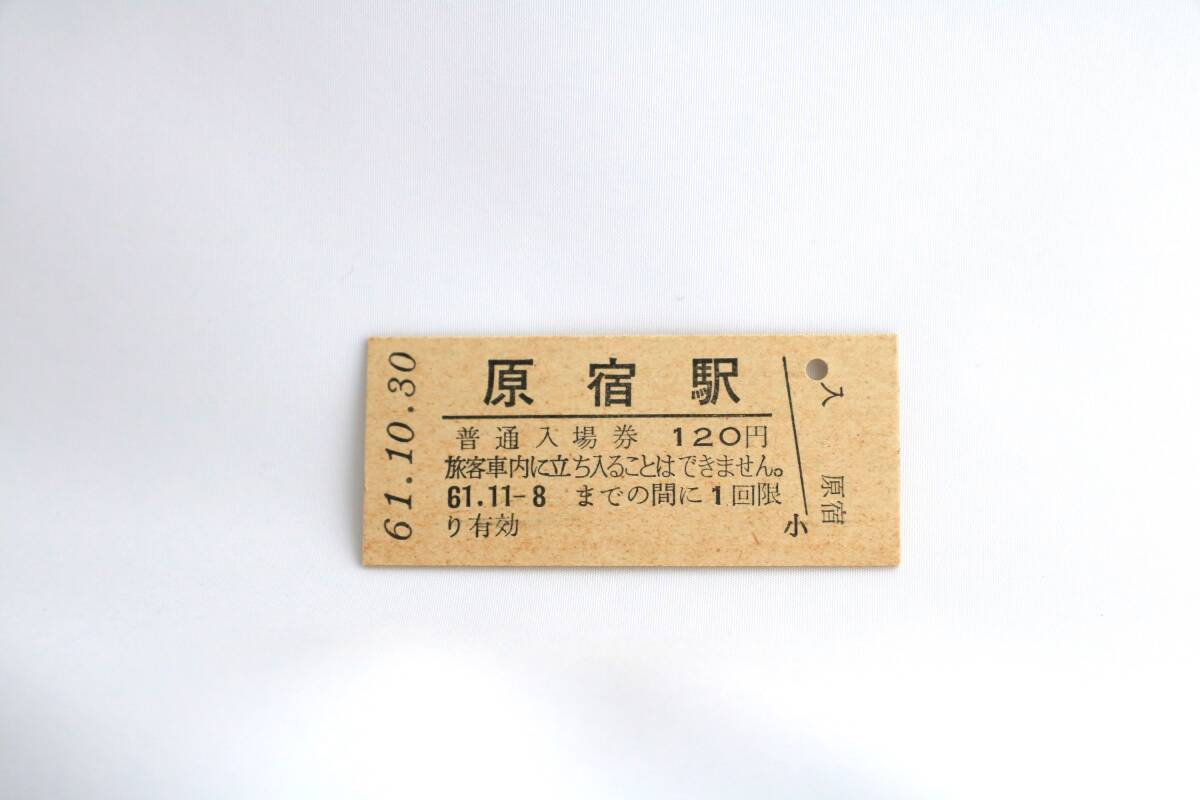 61.10.30
原宿駅
普通入場券 120円
旅客車内に立ち入ることはできません。
61.11-8 までの間に1回限
り有効
小
入
原宿